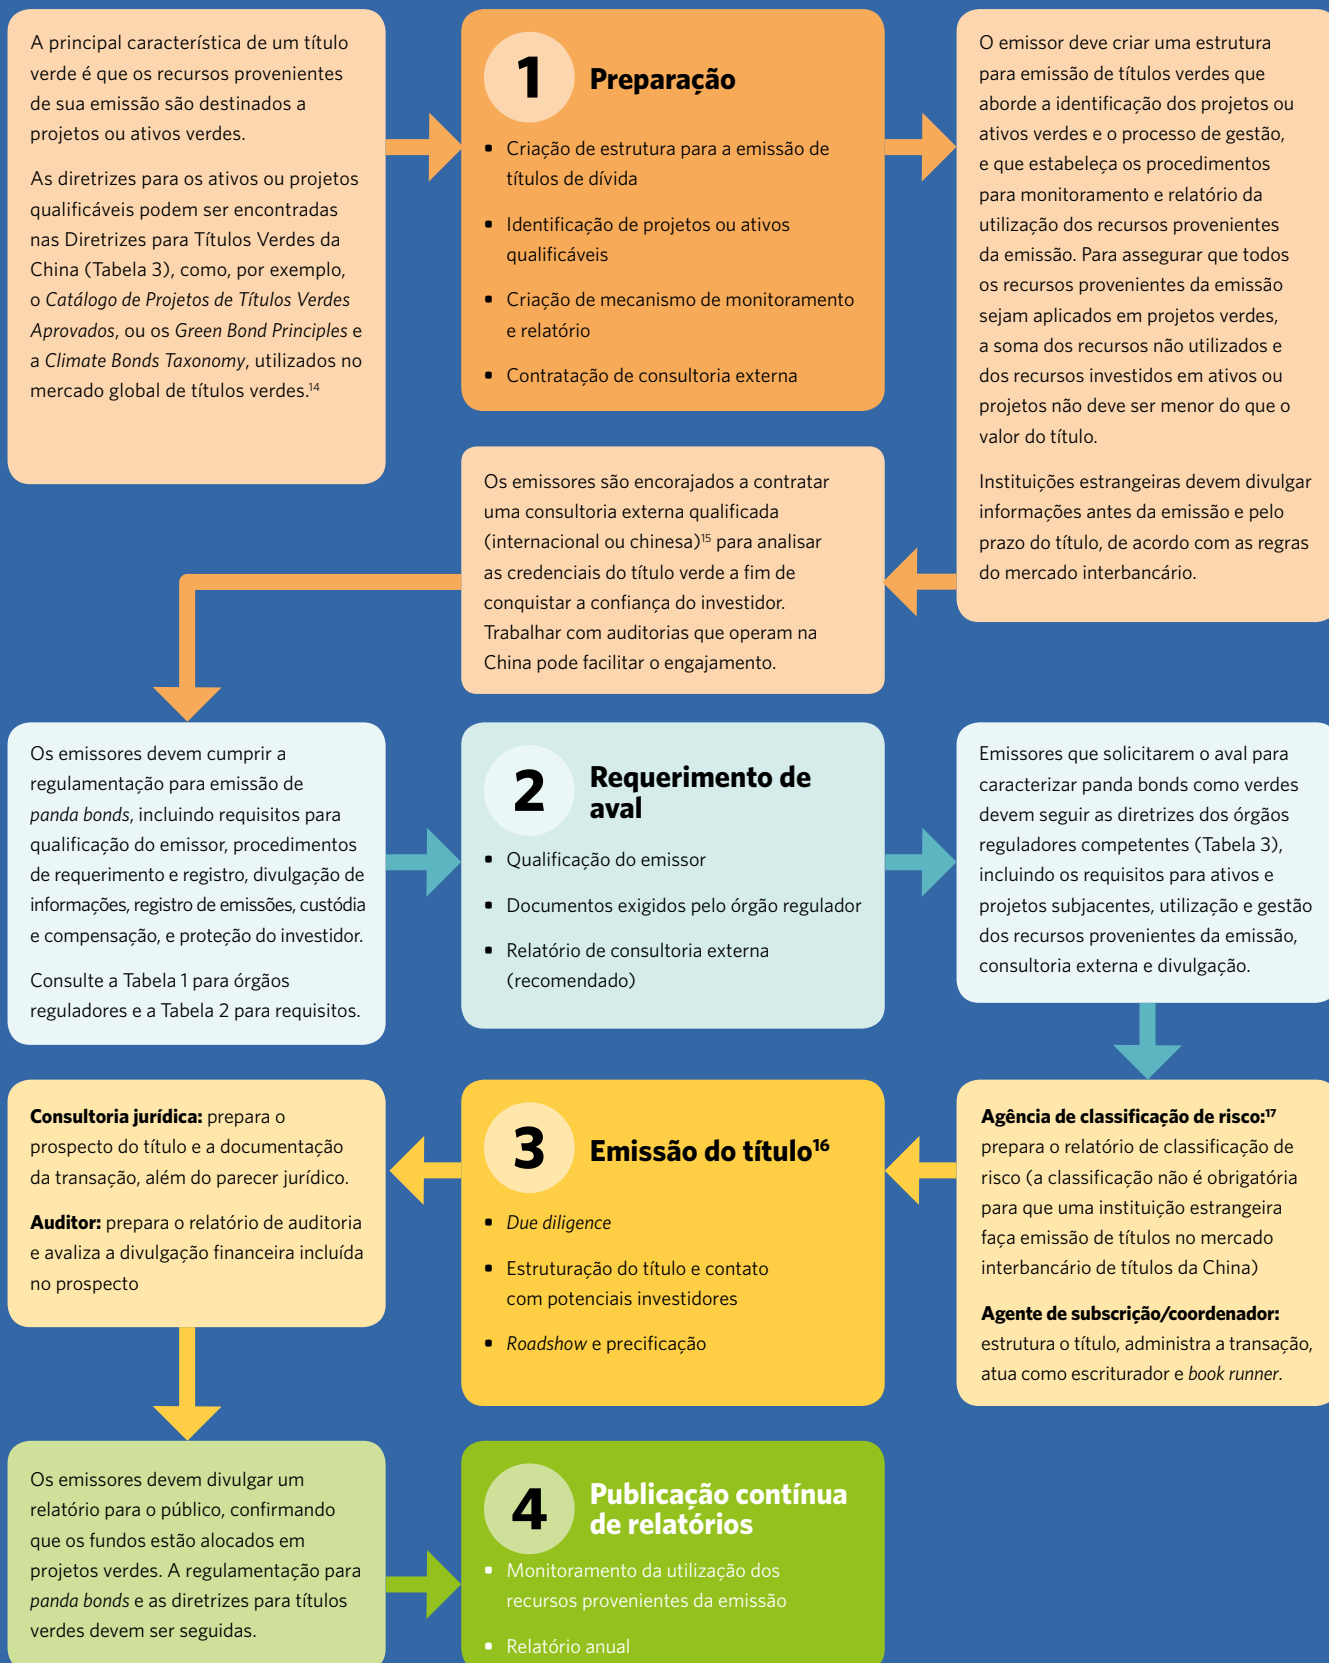 A principal característica de um título
verde é que os recursos provenientes
de sua emissão são destinados a
projetos ou ativos verdes.
As diretrizes para os ativos ou projetos
qualificáveis podem ser encontradas
nas Diretrizes para Títulos Verdes da
China (Tabela 3), como, por exemplo,
o Catálogo de Projetos de Títulos Verdes
Aprovados, ou os Green Bond Principles e
a Climate Bonds Taxonomy, utilizados no
mercado global de títulos verdes.14
1 Preparação
▪ Criação de estrutura para a emissão de
títulos de dívida
▪ Identificação de projetos ou ativos
qualificáveis
▪ Criação de mecanismo de monitoramento
e relatório
▪ Contratação de consultoria externa
O emissor deve criar uma estrutura
para emissão de títulos verdes que
aborde a identificação dos projetos ou
ativos verdes e o processo de gestão,
e que estabeleça os procedimentos
para monitoramento e relatório da
utilização dos recursos provenientes
da emissão. Para assegurar que todos
os recursos provenientes da emissão
sejam aplicados em projetos verdes,
a soma dos recursos não utilizados e
dos recursos investidos em ativos ou
projetos não deve ser menor do que o
valor do título.
Instituições estrangeiras devem divulgar
informações antes da emissão e pelo
prazo do título, de acordo com as regras
do mercado interbancário.
Os emissores são encorajados a contratar
uma consultoria externa qualificada
(internacional ou chinesa)15 para analisar
as credenciais do título verde a fim de
conquistar a confiança do investidor.
Trabalhar com auditorias que operam na
China pode facilitar o engajamento.
Os emissores devem cumprir a
regulamentação para emissão de
panda bonds, incluindo requisitos para
qualificação do emissor, procedimentos
de requerimento e registro, divulgação de
informações, registro de emissões, custódia
e compensação, e proteção do investidor.
Consulte a Tabela 1 para órgãos
reguladores e a Tabela 2 para requisitos.
2 Requerimento de
aval
▪ Qualificação do emissor
▪ Documentos exigidos pelo órgão regulador
▪ Relatório de consultoria externa
(recomendado)
Emissores que solicitarem o aval para
caracterizar panda bonds como verdes
devem seguir as diretrizes dos órgãos
reguladores competentes (Tabela 3),
incluindo os requisitos para ativos e
projetos subjacentes, utilização e gestão
dos recursos provenientes da emissão,
consultoria externa e divulgação.
Agência de classificação de risco:17
prepara o relatório de classificação de
risco (a classificação não é obrigatória
para que uma instituição estrangeira
faça emissão de títulos no mercado
interbancário de títulos da China)
Agente de subscrição/coordenador:
estrutura o título, administra a transação,
atua como escriturador e book runner.
3 Emissão do título16
▪ Due diligence
▪ Estruturação do título e contato
com potenciais investidores
▪ Roadshow e precificação
Consultoria jurídica: prepara o
prospecto do título e a documentação
da transação, além do parecer jurídico.
Auditor: prepara o relatório de auditoria
e avaliza a divulgação financeira incluída
no prospecto
Os emissores devem divulgar um
relatório para o público, confirmando
que os fundos estão alocados em
projetos verdes. A regulamentação para
panda bonds e as diretrizes para títulos
verdes devem ser seguidas.
4 Publicação contínua
de relatórios
▪ Monitoramento da utilização dos
recursos provenientes da emissão
▪ Relatório anual